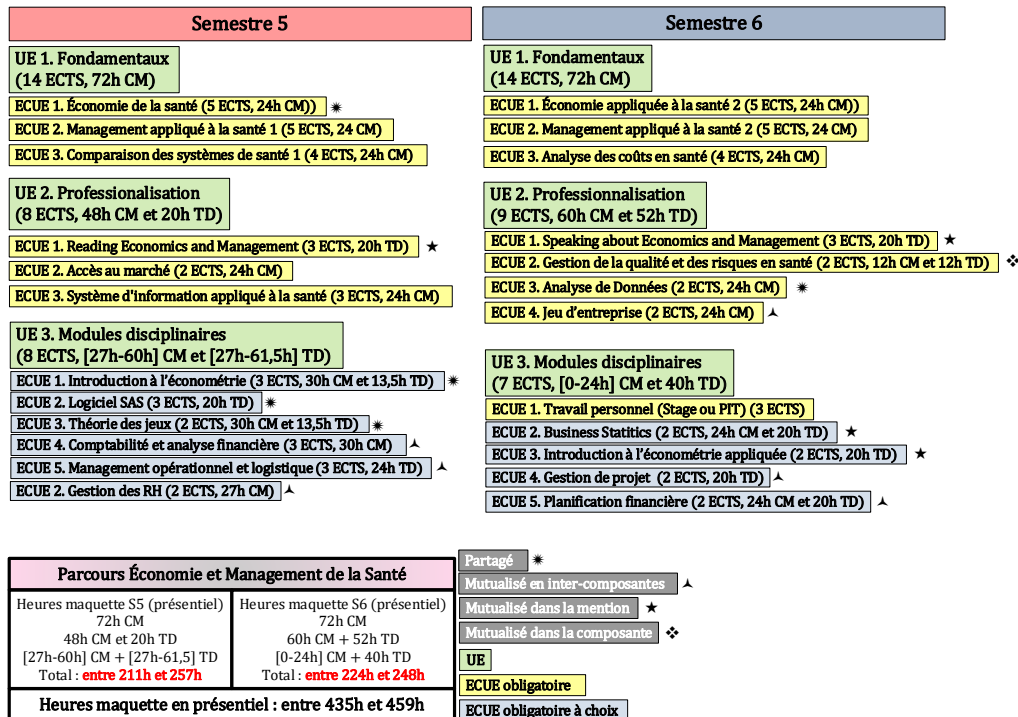 Semestre 5
UE 1. Fondamentaux
(14 ECTS, 72h CM)
ECUE 1. Économie de la santé (5 ECTS, 24h CM))
ECUE 2. Management appliqué à la santé 1 (5 ECTS, 24 CM)
ECUE 3. Comparaison des systèmes de santé 1 (4 ECTS, 24h CM)
UE 2. Professionalisation
(8 ECTS, 48h CM et 20h TD)
ECUE 1. Reading Economics and Management (3 ECTS, 20h TD)
ECUE 2. Accès au marché (2 ECTS, 24h CM)
ECUE 3. Système d'information appliqué à la santé (3 ECTS, 24h CM)
UE 3. Modules disciplinaires
(8 ECTS, [27h-60h] CM et [27h-61,5h] TD)
ECUE 1. Introduction à l'économétrie (3 ECTS, 30h CM et 13,5h TD)
ECUE 2. Logiciel SAS (3 ECTS, 20h TD)
ECUE 3. Théorie des jeux (2 ECTS, 30h CM et 13,5h TD)
ECUE 4. Comptabilité et analyse financière (3 ECTS, 30h CM)
ECUE 5. Management opérationnel et logistique (3 ECTS, 24h TD)
ECUE 2. Gestion des RH (2 ECTS, 27h CM)
Semestre 6
UE 1. Fondamentaux
(14 ECTS, 72h CM)
ECUE 1. Économie appliquée à la santé 2 (5 ECTS, 24h CM))
ECUE 2. Management appliqué à la santé 2 (5 ECTS, 24h CM)
ECUE 3. Analyse des coûts en santé (4 ECTS, 24h CM)
UE 2. Professionnalisation
(9 ECTS, 60h CM et 52h TD)
ECUE 1. Speaking about Economics and Management (3 ECTS, 20h TD)
ECUE 2. Gestion de la qualité et des risques en santé (2 ECTS, 12h CM et 12h TD)
ECUE 3. Analyse de Données (2 ECTS, 24h CM)
ECUE 4. Jeu d'entreprise (2 ECTS, 24h CM)
UE 3. Modules disciplinaires
(7 ECTS, [0-24h] CM et 40h TD)
ECUE 1. Travail personnel (Stage ou PIT) (3 ECTS)
ECUE 2. Business Statitics (2 ECTS, 24h CM et 20h TD)
ECUE 3. Introduction à l'économétrie appliquée (2 ECTS, 20h TD)
ECUE 4. Gestion de projet (2 ECTS, 20h TD)
ECUE 5. Planification financière (2 ECTS, 24h CM et 20h TD)
Parcours Économie et Management de la Santé
Heures maquette S5 (présentiel)
72h CM
48h CM et 20h TD
[27h-60h] CM + [27h-61,5] TD
Total : entre 211h et 257h
Heures maquette S6 (présentiel)
72h CM
60h CM + 52h TD
[0-24h] CM + 40h TD
Total : entre 224h et 248h
Heures maquette en présentiel : entre 435h et 459h
Partagé
Mutualisé en inter-composantes
Mutualisé dans la mention
Mutualisé dans la composante
UE
ECUE obligatoire
ECUE obligatoire à choix